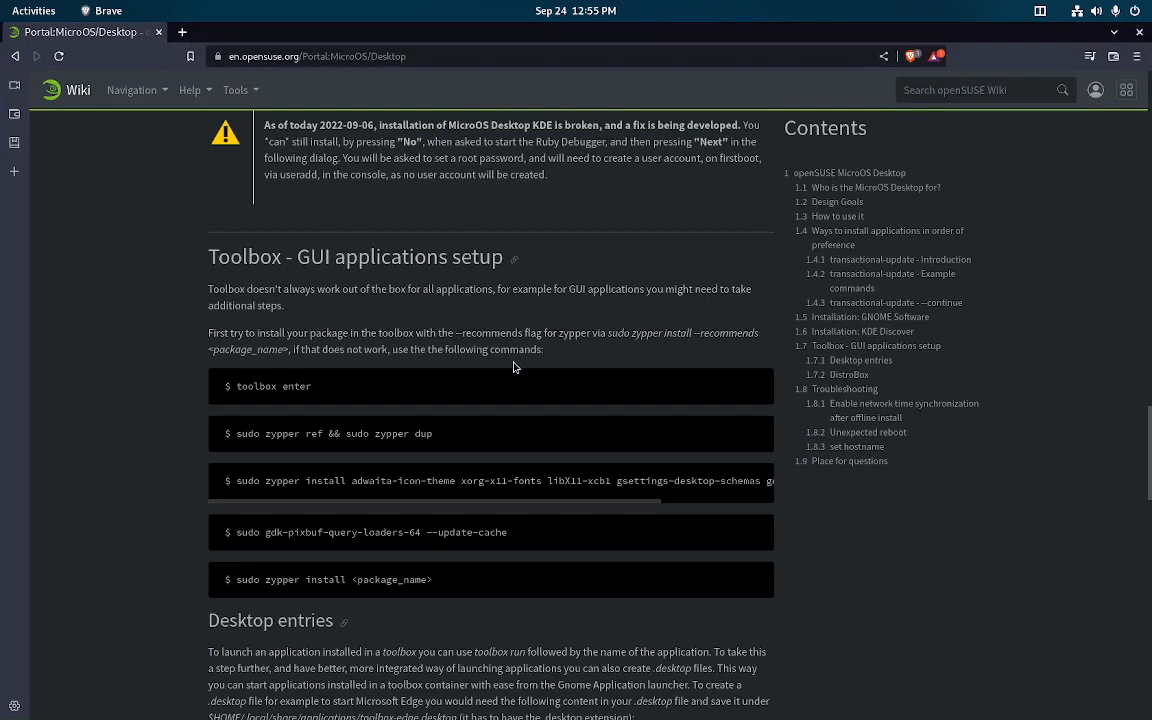 Activities
Brave
Sep 24 12:55 PM
Portal:MicroOS/Desktop -
en.opensuse.org/Portal:MicroOS/Desktop
1
Wiki
Navigation
Help
Tools
Search openSUSE Wiki
As of today 2022-09-06, installation of MicroOS Desktop KDE is broken, and a fix is being developed. You
*can* still install, by pressing "No", when asked to start the Ruby Debugger, and then pressing "Next" in the
following dialog. You will be asked to set a root password, and will need to create a user account, on firstboot,
via useradd, in the console, as no user account will be created.
Toolbox - GUI applications setup
Toolbox doesn't always work out of the box for all applications, for example for GUI applications you might need to take
additional steps.
First try to install your package in the toolbox with the --recommends flag for zypper via sudo zypper install --recommends
<package_name>, if that does not work, use the the following commands:
$ toolbox enter
$ sudo zypper ref && sudo zypper dup
$ sudo zypper install adwaita-icon-theme xorg-x11-fonts libX11-xcb1 gsettings-desktop-schemas
$ sudo gdk-pixbuf-query-loaders-64 --update-cache
$ sudo zypper install <package_name>
Desktop entries
To launch an application installed in a toolbox you can use toolbox run followed by the name of the application. To take this
a step further, and have better, more integrated way of launching applications you can also create .desktop files. This way
you can start applications installed in a toolbox container with ease from the Gnome Application launcher. To create a
.desktop file for example to start Microsoft Edge you would need the following content in your .desktop file and save it under
$HOME/.local/share/applications/toolbox-edge.desktop (it has to have the .desktop extension):
Contents
1 openSUSE MicroOS Desktop
1.1 Who is the MicroOS Desktop for?
1.2 Design Goals
1.3 How to use it
1.4 Ways to install applications in order of
preference
1.4.1 transactional-update - Introduction
1.4.2 transactional-update - Example
commands
1.4.3 transactional-update - --continue
1.5 Installation: GNOME Software
1.6 Installation: KDE Discover
1.7 Toolbox - GUI applications setup
1.7.1 Desktop entries
1.7.2 DistroBox
1.8 Troubleshooting
1.8.1 Enable network time synchronization
after offline install
1.8.2 Unexpected reboot
1.8.3 set hostname
1.9 Place for questions